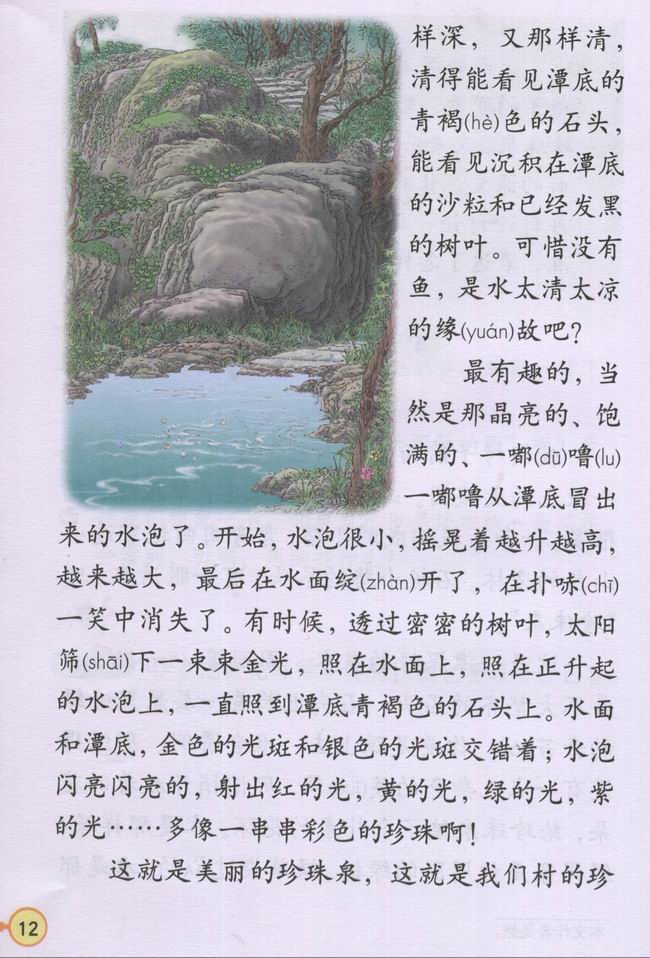 样深，又那样清，
清得能看见潭底的
青褐(hè)色的石头，
能看见沉积在潭底
的沙粒和已经发黑
的树叶。可惜没有
鱼，是水太清太凉
的缘(yuán)故吧？
最有趣的，当
然是那晶亮的、饱
满的、一嘟(dū)噜(lu)
一嘟噜从潭底冒出
来的水泡了。开始，水泡很小，摇晃着越升越高，
越来越大，最后在水面绽(zhàn)开了，在扑哧(chī)
一笑中消失了。有时候，透过密密的树叶，太阳
筛(shāi)下一束束金光，照在水面上，照在正升起
的水泡上，一直照到潭底青褐色的石头上。水面
和潭底，金色的光斑和银色的光斑交错着；水泡
闪亮闪亮的，射出红的光，黄的光，绿的光，紫
的光……多像一串串彩色的珍珠啊！
这就是美丽的珍珠泉，这就是我们村的珍
12